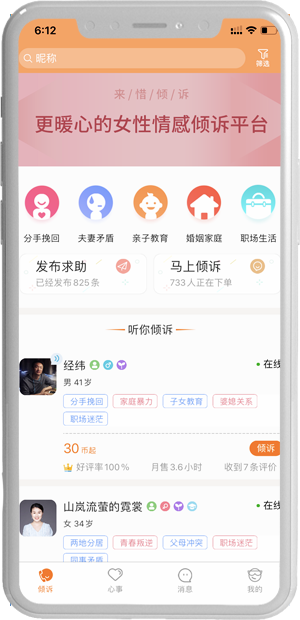 6:12
昵称
筛选
来/惜/倾/诉
更暖心的女性情感倾诉平台
分手挽回 夫妻矛盾 亲子教育 婚姻家庭 职场生活
发布求助 马上倾诉
已经发布825条 733人正在下单
听你倾诉
经纬 在线
男 41岁
分手挽回 家庭暴力 子女教育 婆媳关系
职场迷茫
30币起 倾诉
好评率100% 月售3.6小时 收到7条评价
山岚流萤的霓裳 在线
女 34岁
两地分居 青春叛逆 父母冲突 职场迷茫
同事矛盾
倾诉 心事 消息 我的